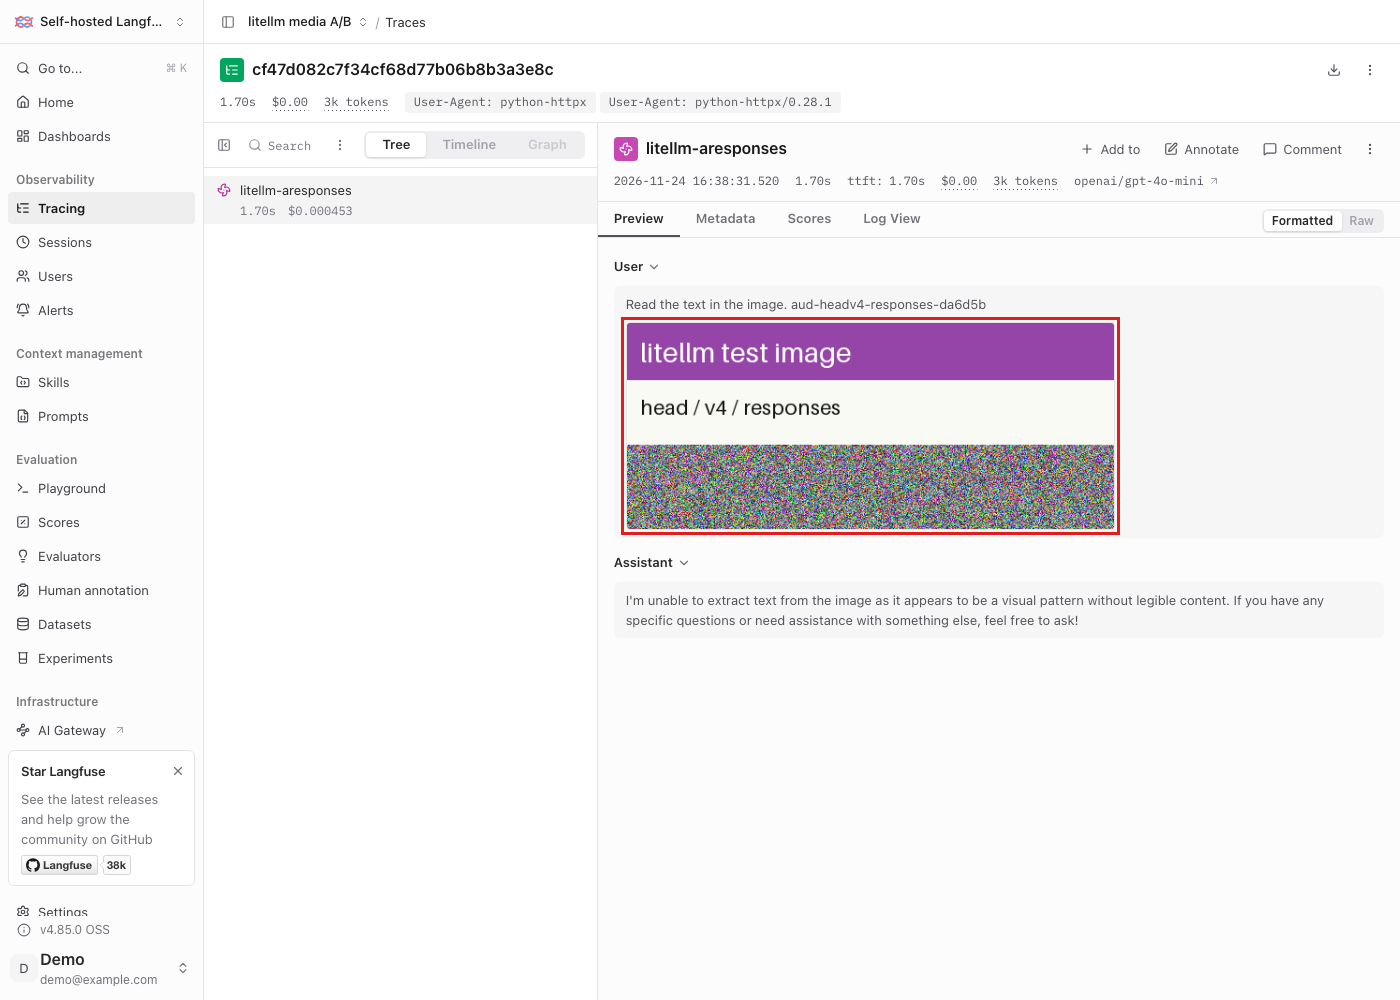 Self-hosted Langf...
litellm media A/B / Traces
Go to...
⌘ K
Home
Dashboards
Observability
Tracing
Sessions
Users
Alerts
Context management
Skills
Prompts
Evaluation
Playground
Scores
Evaluators
Human annotation
Datasets
Experiments
Infrastructure
AI Gateway
Star Langfuse
See the latest releases
and help grow the
community on GitHub
Langfuse 38k
Settings
v4.85.0 OSS
D
Demo
demo@example.com
cf47d082c7f34cf68d77b06b8b3a3e8c
1.70s $0.00 3k tokens User-Agent: python-httpx User-Agent: python-httpx/0.28.1
Search Tree Timeline Graph
litellm-aresponses
1.70s $0.000453
litellm-aresponses
Add to Annotate Comment
2026-11-24 16:38:31.520 1.70s ttft: 1.70s $0.00 3k tokens openai/gpt-4o-mini
Preview Metadata Scores Log View Formatted Raw
User
Read the text in the image. aud-headv4-responses-da6d5b
litellm test image
head / v4 / responses
Assistant
I'm unable to extract text from the image as it appears to be a visual pattern without legible content. If you have any
specific questions or need assistance with something else, feel free to ask!